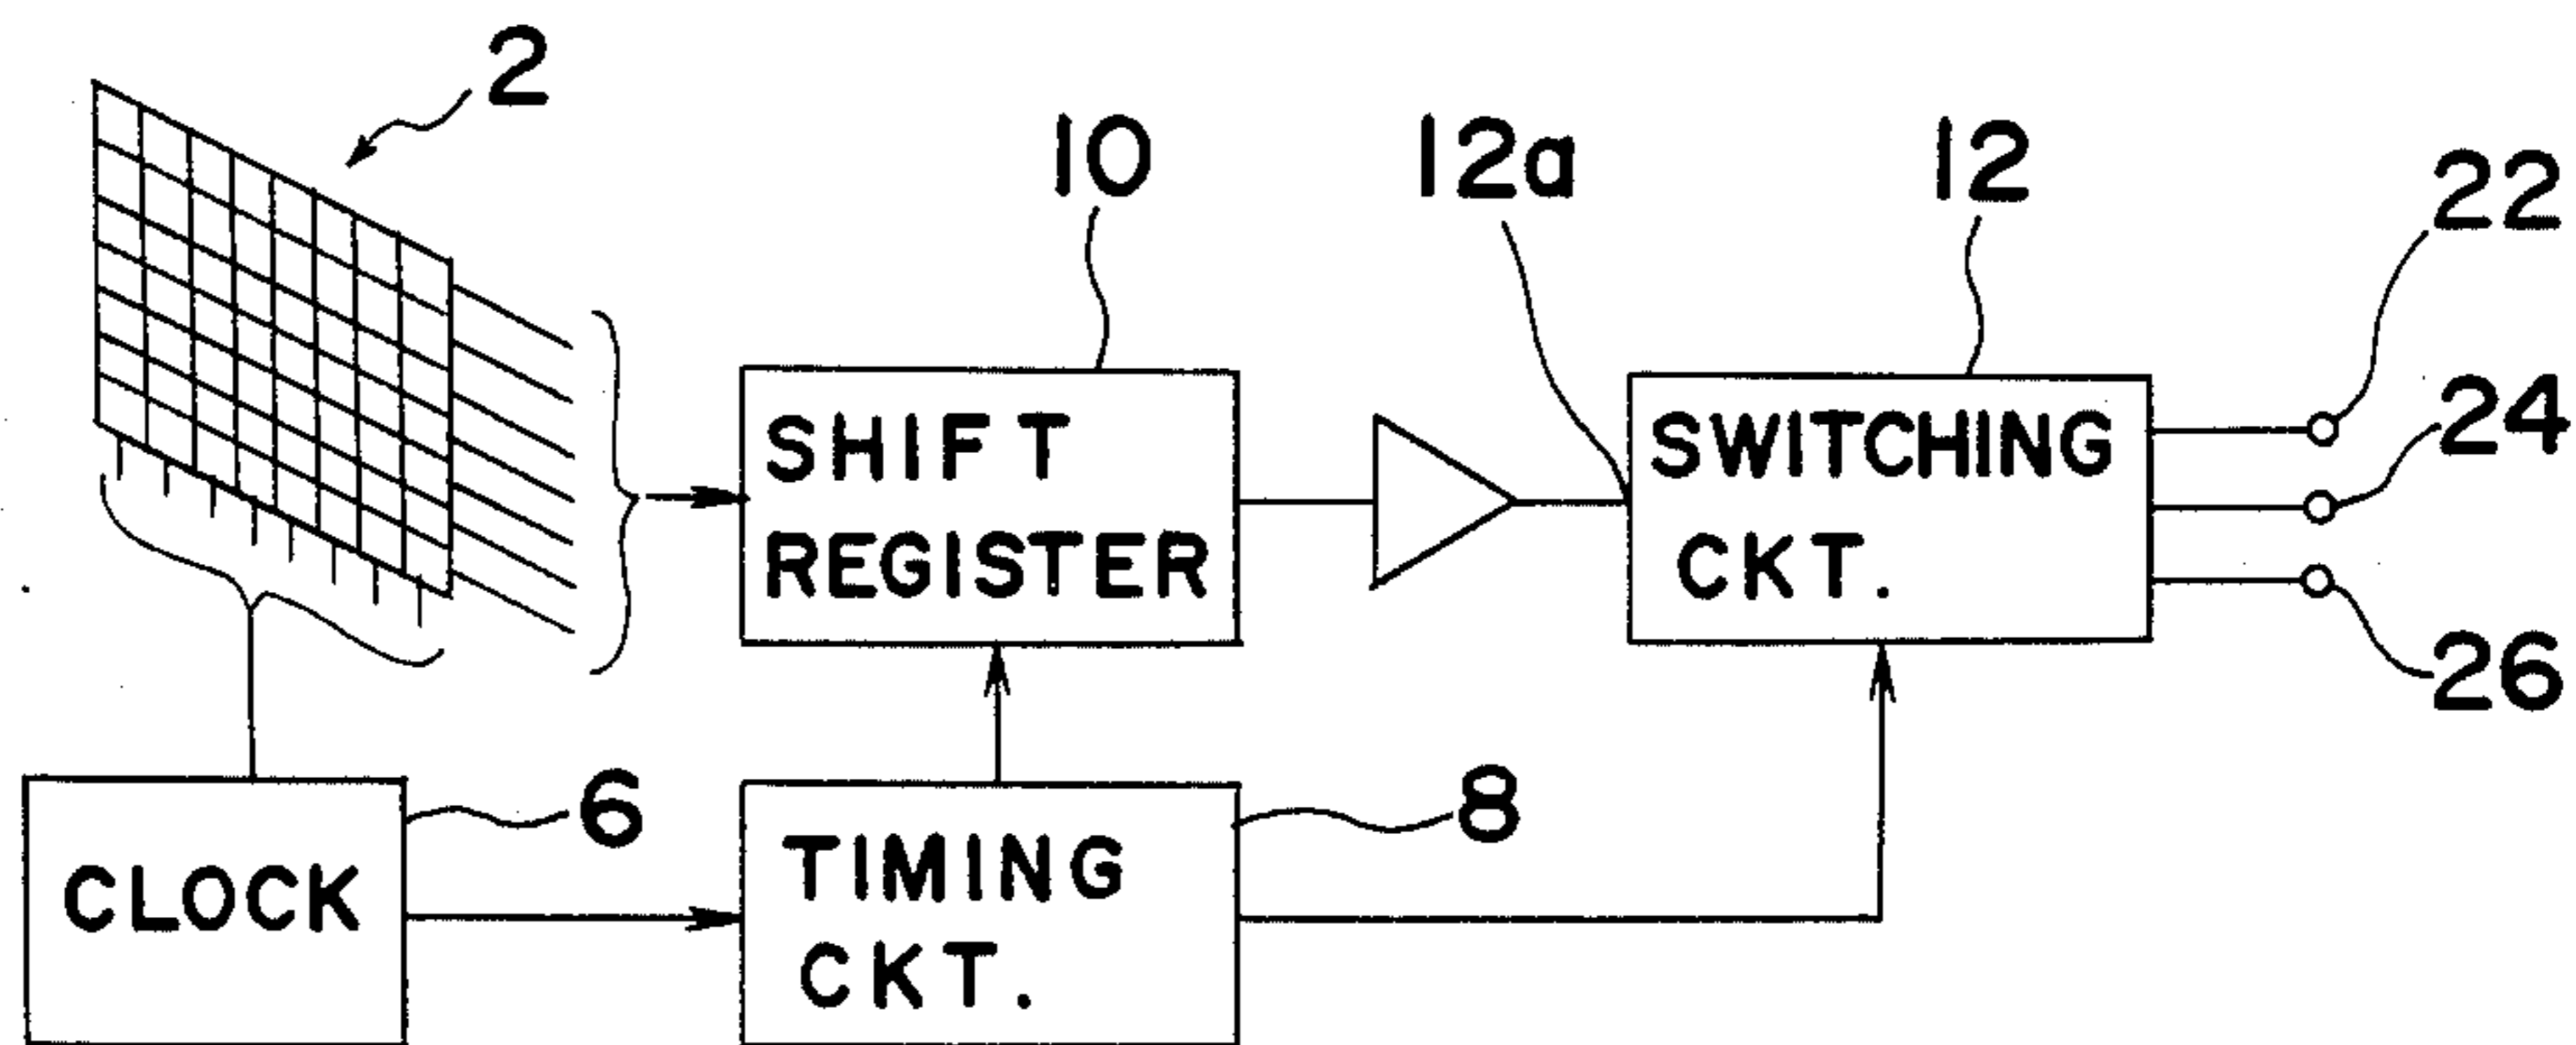 2
10
12a
12
22
24
26
SHIFT
REGISTER
SWITCHING
CKT.
6
8
CLOCK
TIMING
CKT.